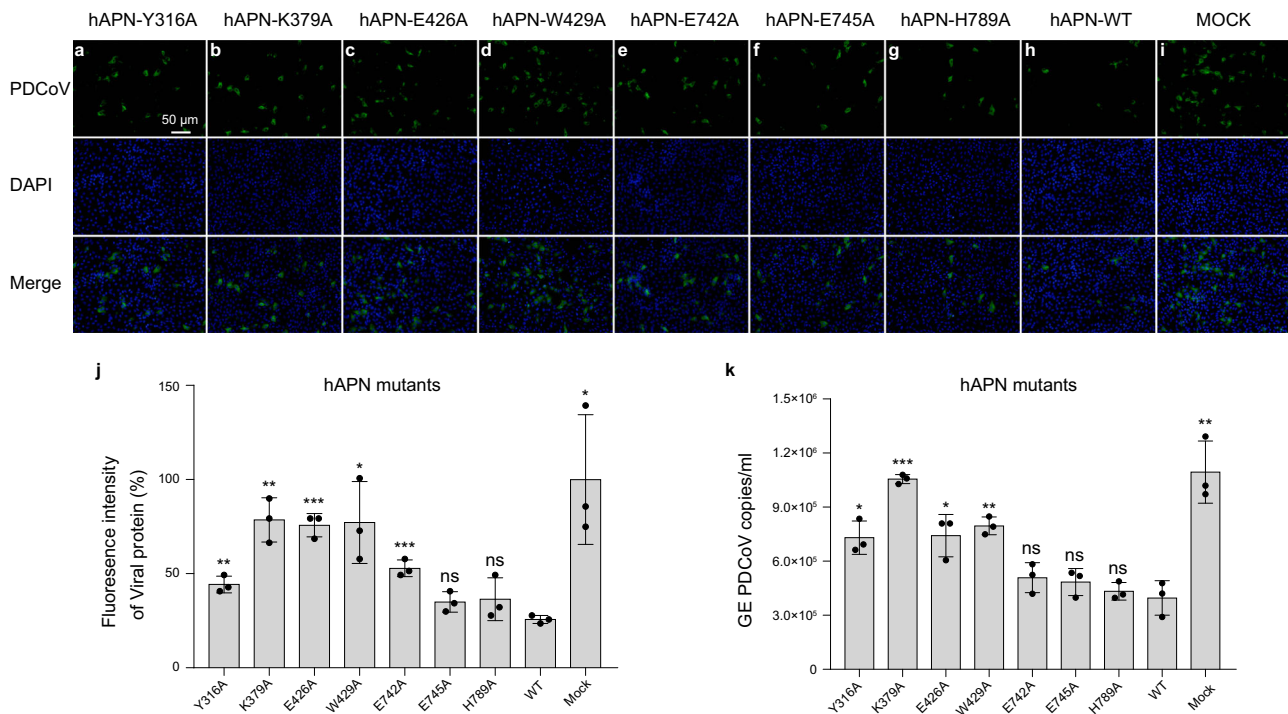 hAPN-Y316A hAPN-K379A hAPN-E426A hAPN-W429A hAPN-E742A hAPN-E745A hAPN-H789A hAPN-WT MOCK
a b c d e f g h i
PDCoV
50 μm
DAPI
Merge
j
hAPN mutants
Fluorescence intensity
of Viral protein (%)
150
100
50
0
** ** *** * *** ns ns *
Y316A K379A E426A W429A E742A E745A H789A WT Mock
k
hAPN mutants
GE PDCoV copies/ml
1.5×10⁶
1.2×10⁶
9.0×10⁵
6.0×10⁵
3.0×10⁵
0
* *** * ** ns ns ns **
Y316A K379A E426A W429A E742A E745A H789A WT Mock